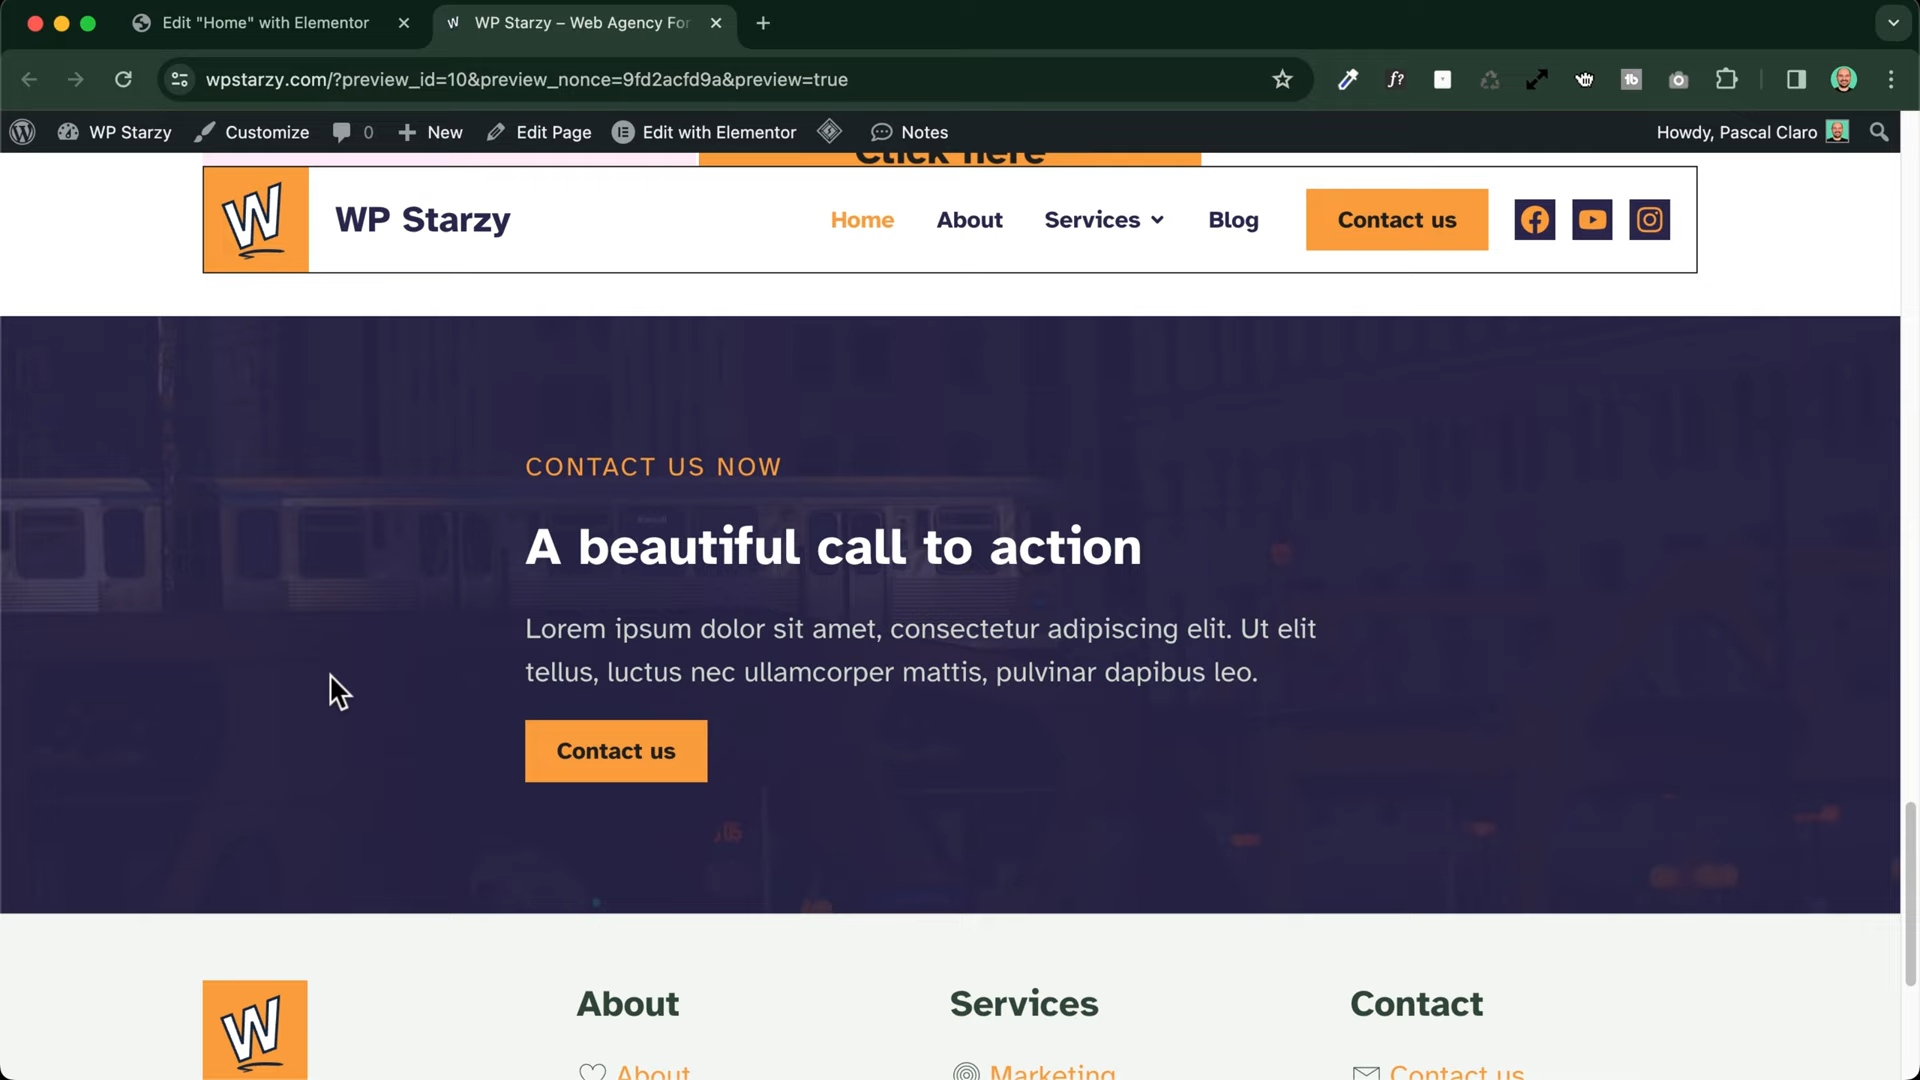 Edit "Home" with Elementor
WP Starzy – Web Agency For
wpstarzy.com/?preview_id=10&preview_nonce=9fd2acfd9a&preview=true
WP Starzy
Customize
0
New
Edit Page
Edit with Elementor
Notes
Howdy, Pascal Claro
Click here
W
WP Starzy
Home
About
Services
Blog
Contact us
CONTACT US NOW
A beautiful call to action
Lorem ipsum dolor sit amet, consectetur adipiscing elit. Ut elit
tellus, luctus nec ullamcorper mattis, pulvinar dapibus leo.
Contact us
W
About
Services
Contact
About
Marketing
Contact us